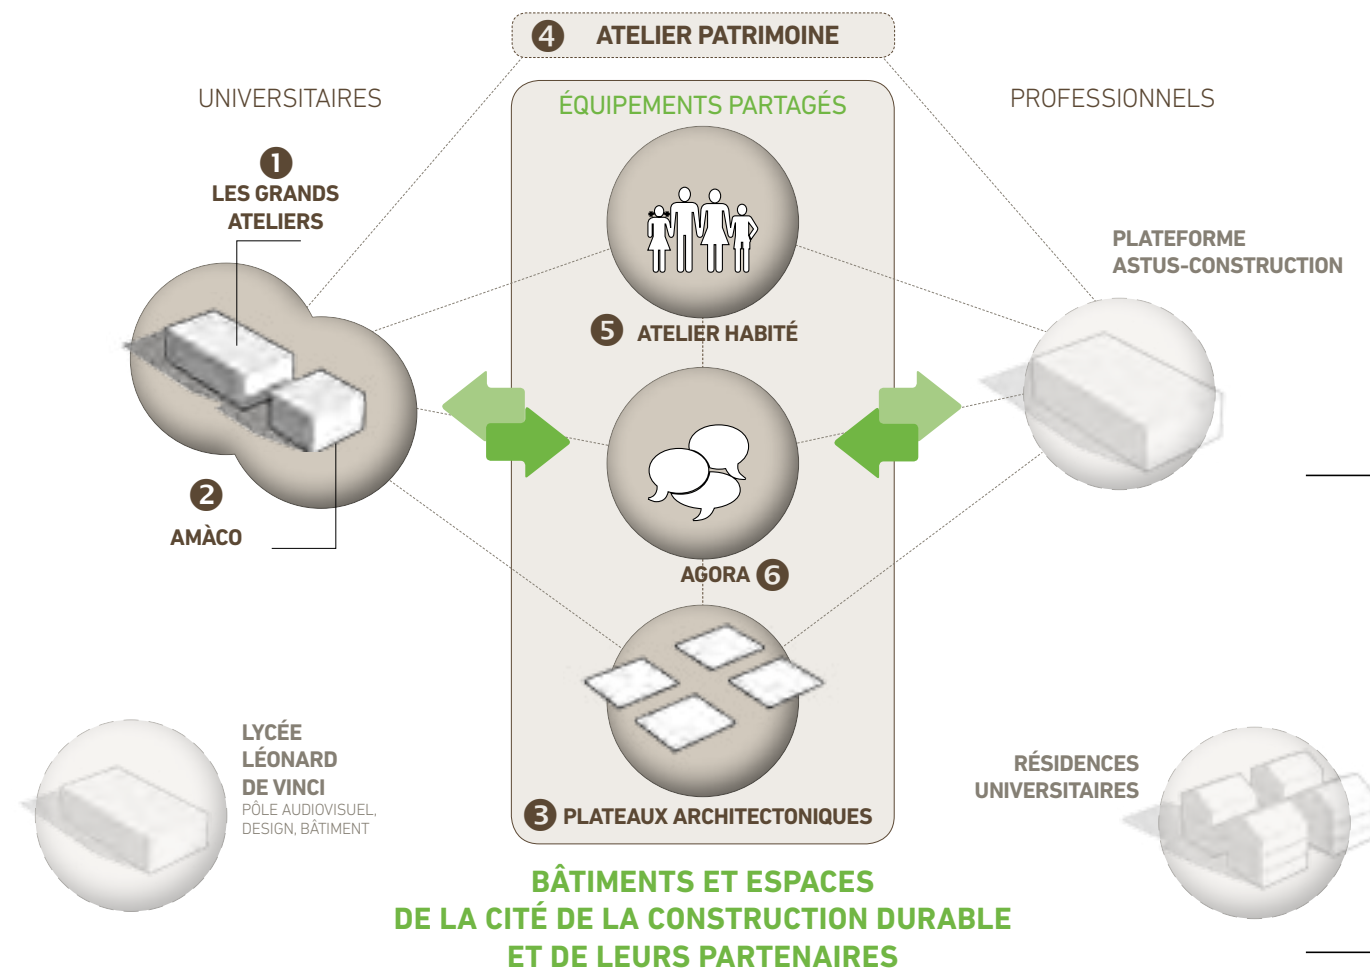 4 ATELIER PATRIMOINE
UNIVERSITAIRES
ÉQUIPEMENTS PARTAGÉS
PROFESSIONNELS
1
LES GRANDS
ATELIERS
PLATEFORME
ASTUS-CONSTRUCTION
5 ATELIER HABITÉ
2
AMÀCO
AGORA 6
LYCÉE
LÉONARD
DE VINCI
PÔLE AUDIOVISUEL,
DESIGN, BÂTIMENT
RÉSIDENCES
UNIVERSITAIRES
3 PLATEAUX ARCHITECTONIQUES
BÂTIMENTS ET ESPACES
DE LA CITÉ DE LA CONSTRUCTION DURABLE
ET DE LEURS PARTENAIRES